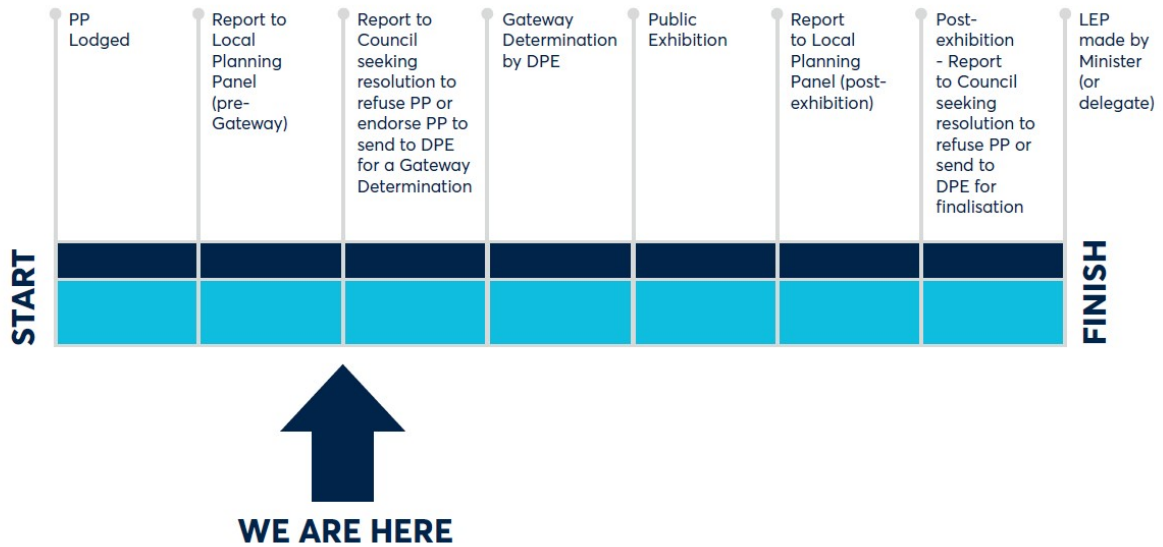 PP
Lodged
Report to
Local
Planning
Panel
(pre-
Gateway)
Report to
Council
seeking
resolution to
refuse PP or
endorse PP to
send to DPE
for a Gateway
Determination
Gateway
Determination
by DPE
Public
Exhibition
Report
to Local
Planning
Panel (post-
exhibition)
Post-
exhibition
- Report
to Council
seeking
resolution to
refuse PP or
send to
DPE for
finalisation
LEP
made by
Minister
(or
delegate)
START
FINISH
WE ARE HERE